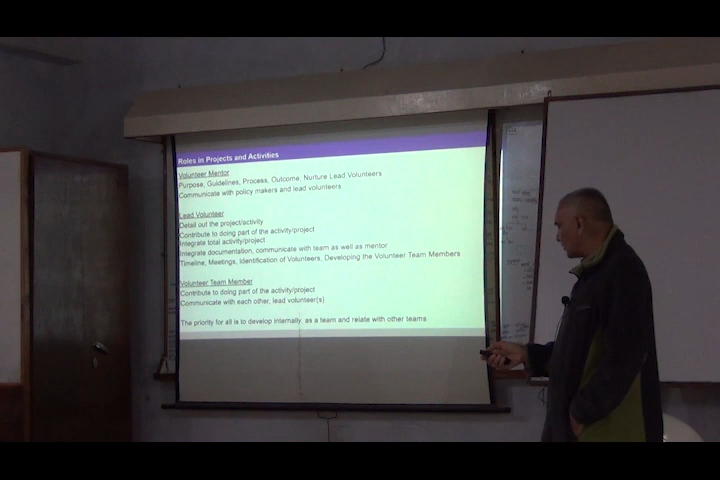 Roles in Projects and Activities
Volunteer Mentor
Purpose, Guidelines, Process, Outcome, Nurture Lead Volunteers
Communicate with policy makers and lead volunteers
Lead Volunteer
Detail out the project/activity
Contribute to doing part of the activity/project
Integrate total activity/project
Integrate documentation, communicate with team as well as mentor
Timeline, Meetings, Identification of Volunteers, Developing the Volunteer Team Members
Volunteer Team Member
Contribute to doing part of the activity/project
Communicate with each other, lead volunteer(s)
The priority for all is to develop internally, as a team and relate with other teams